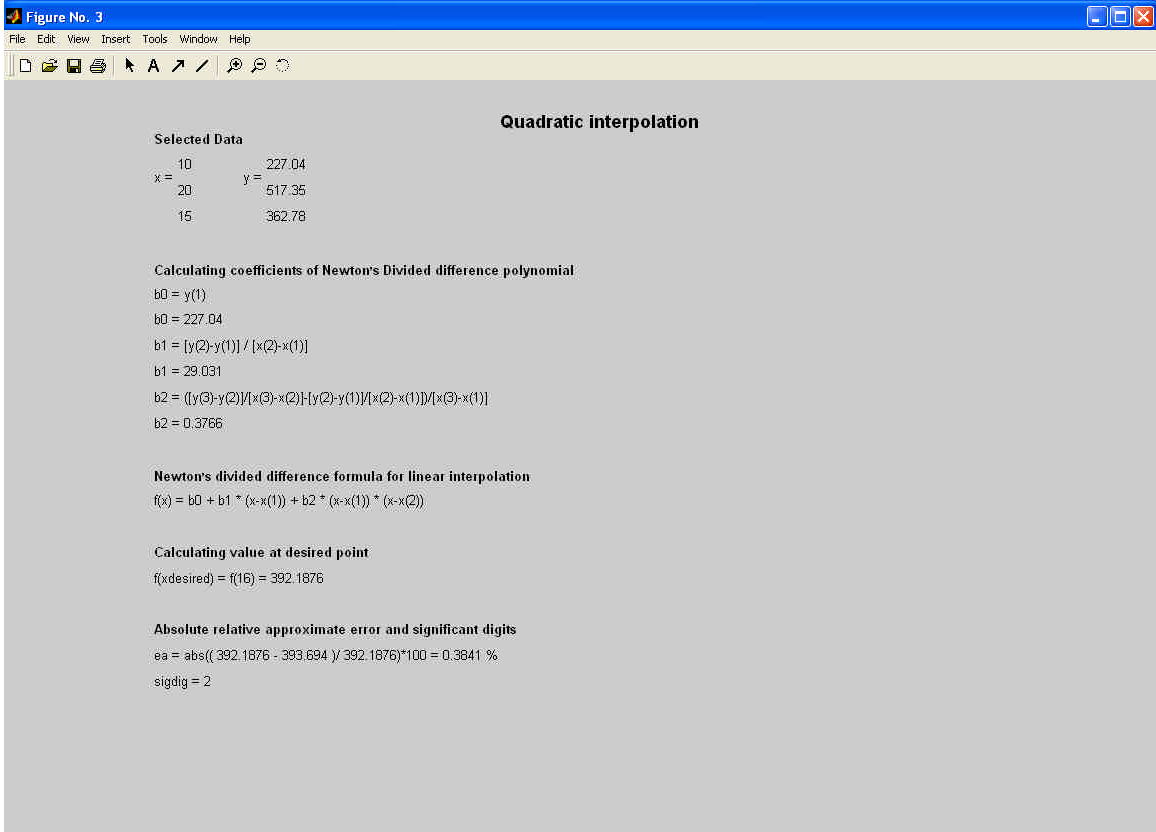 Figure No. 3
File Edit View Insert Tools Window Help
Quadratic interpolation
Selected Data
10 227.04
x = y =
20 517.35
15 362.78
Calculating coefficients of Newton's Divided difference polynomial
b0 = y(1)
b0 = 227.04
b1 = [y(2)-y(1)] / [x(2)-x(1)]
b1 = 29.031
b2 = ([y(3)-y(2)]/[x(3)-x(2)]-[y(2)-y(1)]/[x(2)-x(1)])/[x(3)-x(1)]
b2 = 0.3766
Newton's divided difference formula for linear interpolation
f(x) = b0 + b1 * (x-x(1)) + b2 * (x-x(1)) * (x-x(2))
Calculating value at desired point
f(xdesired) = f(16) = 392.1876
Absolute relative approximate error and significant digits
ea = abs(( 392.1876 - 393.694 )/ 392.1876)*100 = 0.3841 %
sigdig = 2